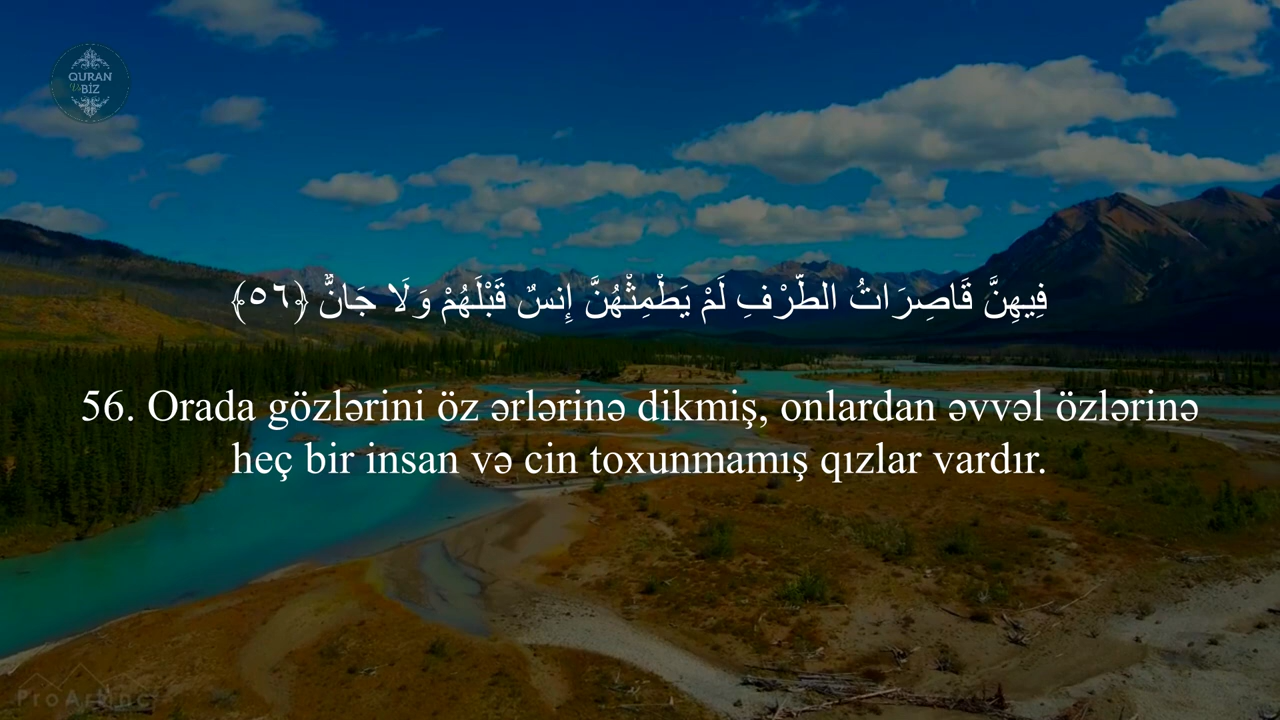 QURAN
Və
BİZ
فِيهِنَّ قَاصِرَاتُ الطَّرْفِ لَمْ يَطْمِثْهُنَّ إِنسٌ قَبْلَهُمْ وَلَا جَانٌّ ﴿٥٦﴾
56. Orada gözlərini öz ərlərinə dikmiş, onlardan əvvəl özlərinə
heç bir insan və cin toxunmamış qızlar vardır.